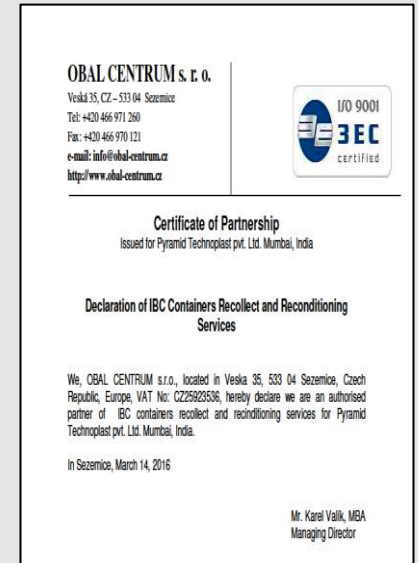 OBAL CENTRUM s. r. o.
Veská 35, CZ – 533 04 Sezemice
Tel: +420 466 971 260
Fax: +420 466 970 121
e-mail: info@obal-centrum.cz
http://www.obal-centrum.cz
ISO 9001
3EC
certified
Certificate of Partnership
Issued for Pyramid Technoplast pvt. Ltd. Mumbai, India
Declaration of IBC Containers Recollect and Reconditioning
Services
We, OBAL CENTRUM s.r.o., located in Veska 35, 533 04 Sezemice, Czech
Republic, Europe, VAT No: CZ25923536, hereby declare we are an authorised
partner of IBC containers recollect and recinditioning services for Pyramid
Technoplast pvt. Ltd. Mumbai, India.
In Sezemice, March 14, 2016
Mr. Karel Valik, MBA
Managing Director